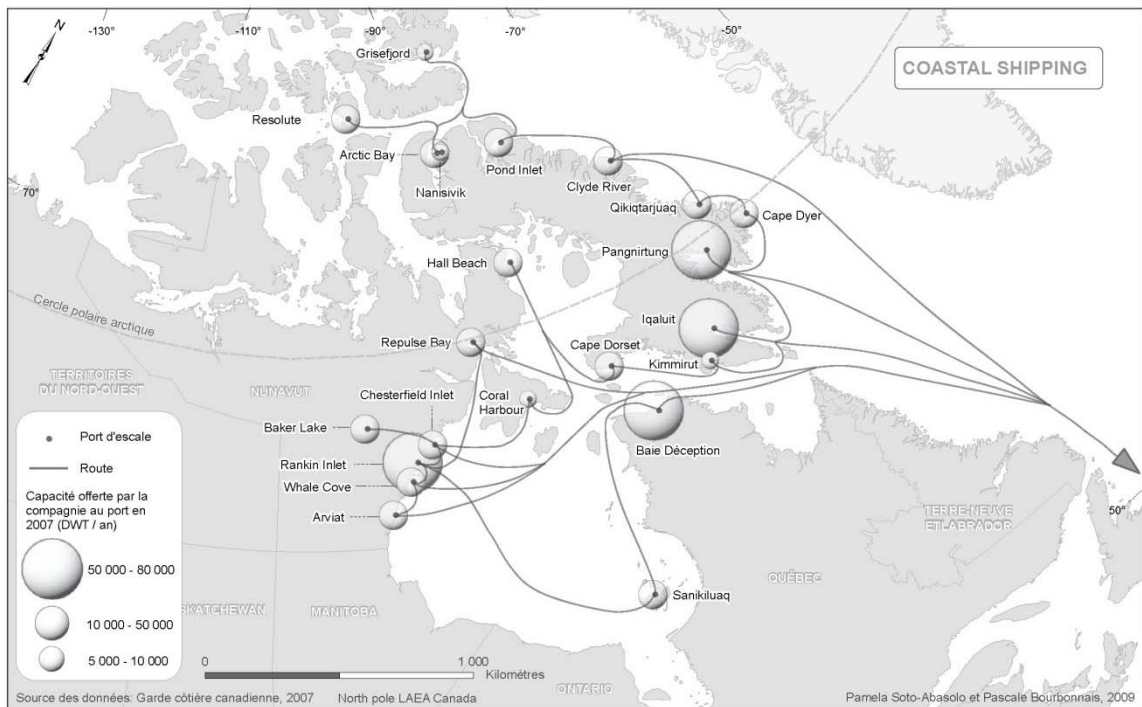 -130°
-110°
-90°
-70°
-50°
N
Grisefjord
COASTAL SHIPPING
Resolute
Arctic Bay
Pond Inlet
Clyde River
Nanisivik
70°
Qikiqtarjuaq
Cape Dyer
Pangnirtung
Hall Beach
Cercle polaire arctique
Iqaluit
Repulse Bay
Cape Dorset
Kimmirut
TERRITOIRES
DU NORD-OUEST
NUNAVUT
Chesterfield Inlet
Coral
Harbour
Baker Lake
Baie Déception
Rankin Inlet
Whale Cove
Arviat
50°
TERRE-NEUVE
ET LABRADOR
Port d'escale
Route
Capacité offerte par la
compagnie au port en
2007 (DWT / an)
50 000 - 80 000
10 000 - 50 000
5 000 - 10 000
QUÉBEC
Sanikiluaq
SKATCHEWAN
MANITOBA
ONTARIO
0
1 000
Kilomètres
Source des données: Garde côtière canadienne, 2007
North pole LAEA Canada
Pamela Soto-Abasolo et Pascale Bourbonnais, 2009